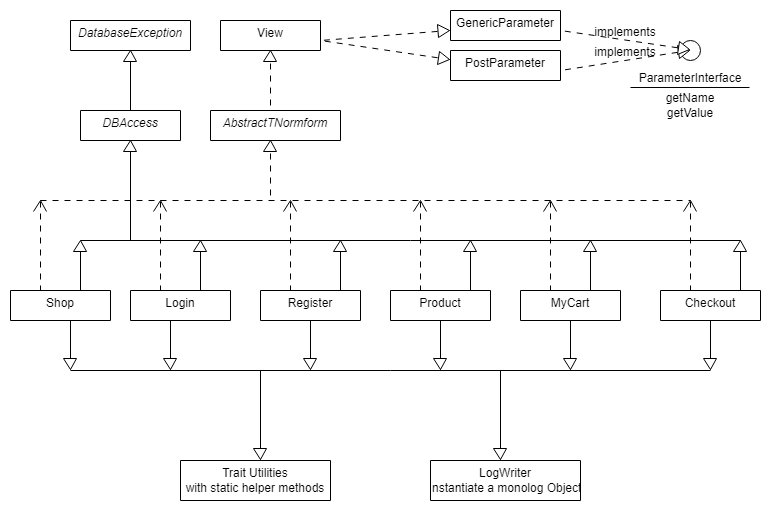 DatabaseException
View
GenericParameter
PostParameter
implements
implements
ParameterInterface
getName
getValue
DBAccess
AbstractTNormform
Shop
Login
Register
Product
MyCart
Checkout
Trait Utilities
with static helper methods
LogWriter
nstantiate a monolog Object